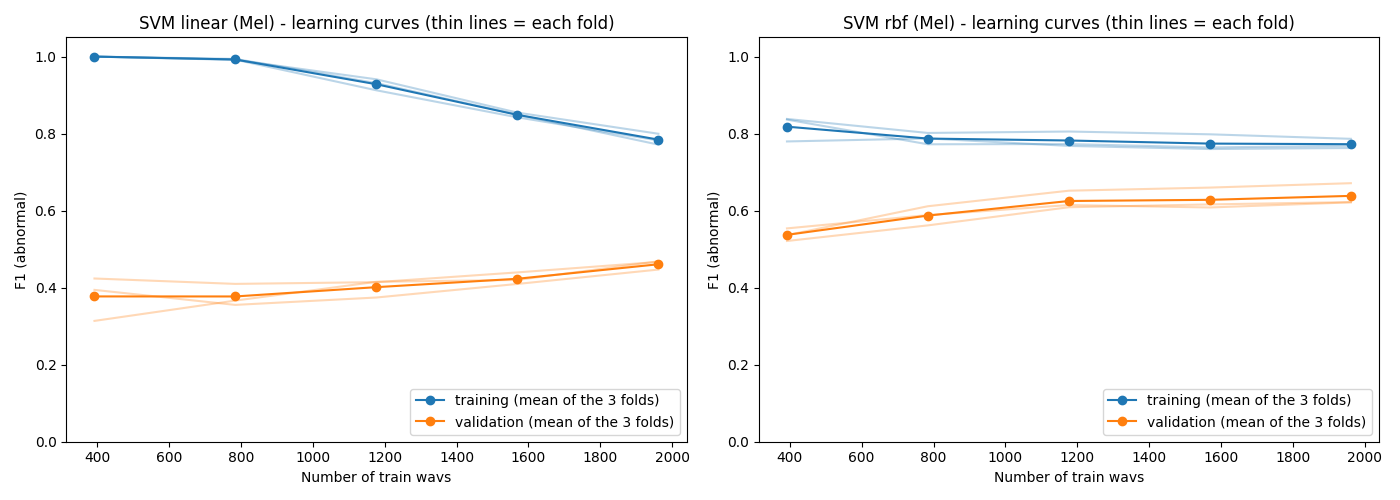 SVM linear (Mel) - learning curves (thin lines = each fold)
F1 (abnormal)
1.0
0.8
0.6
0.4
0.2
0.0
training (mean of the 3 folds)
validation (mean of the 3 folds)
400 600 800 1000 1200 1400 1600 1800 2000
Number of train wavs
SVM rbf (Mel) - learning curves (thin lines = each fold)
F1 (abnormal)
1.0
0.8
0.6
0.4
0.2
0.0
training (mean of the 3 folds)
validation (mean of the 3 folds)
400 600 800 1000 1200 1400 1600 1800 2000
Number of train wavs